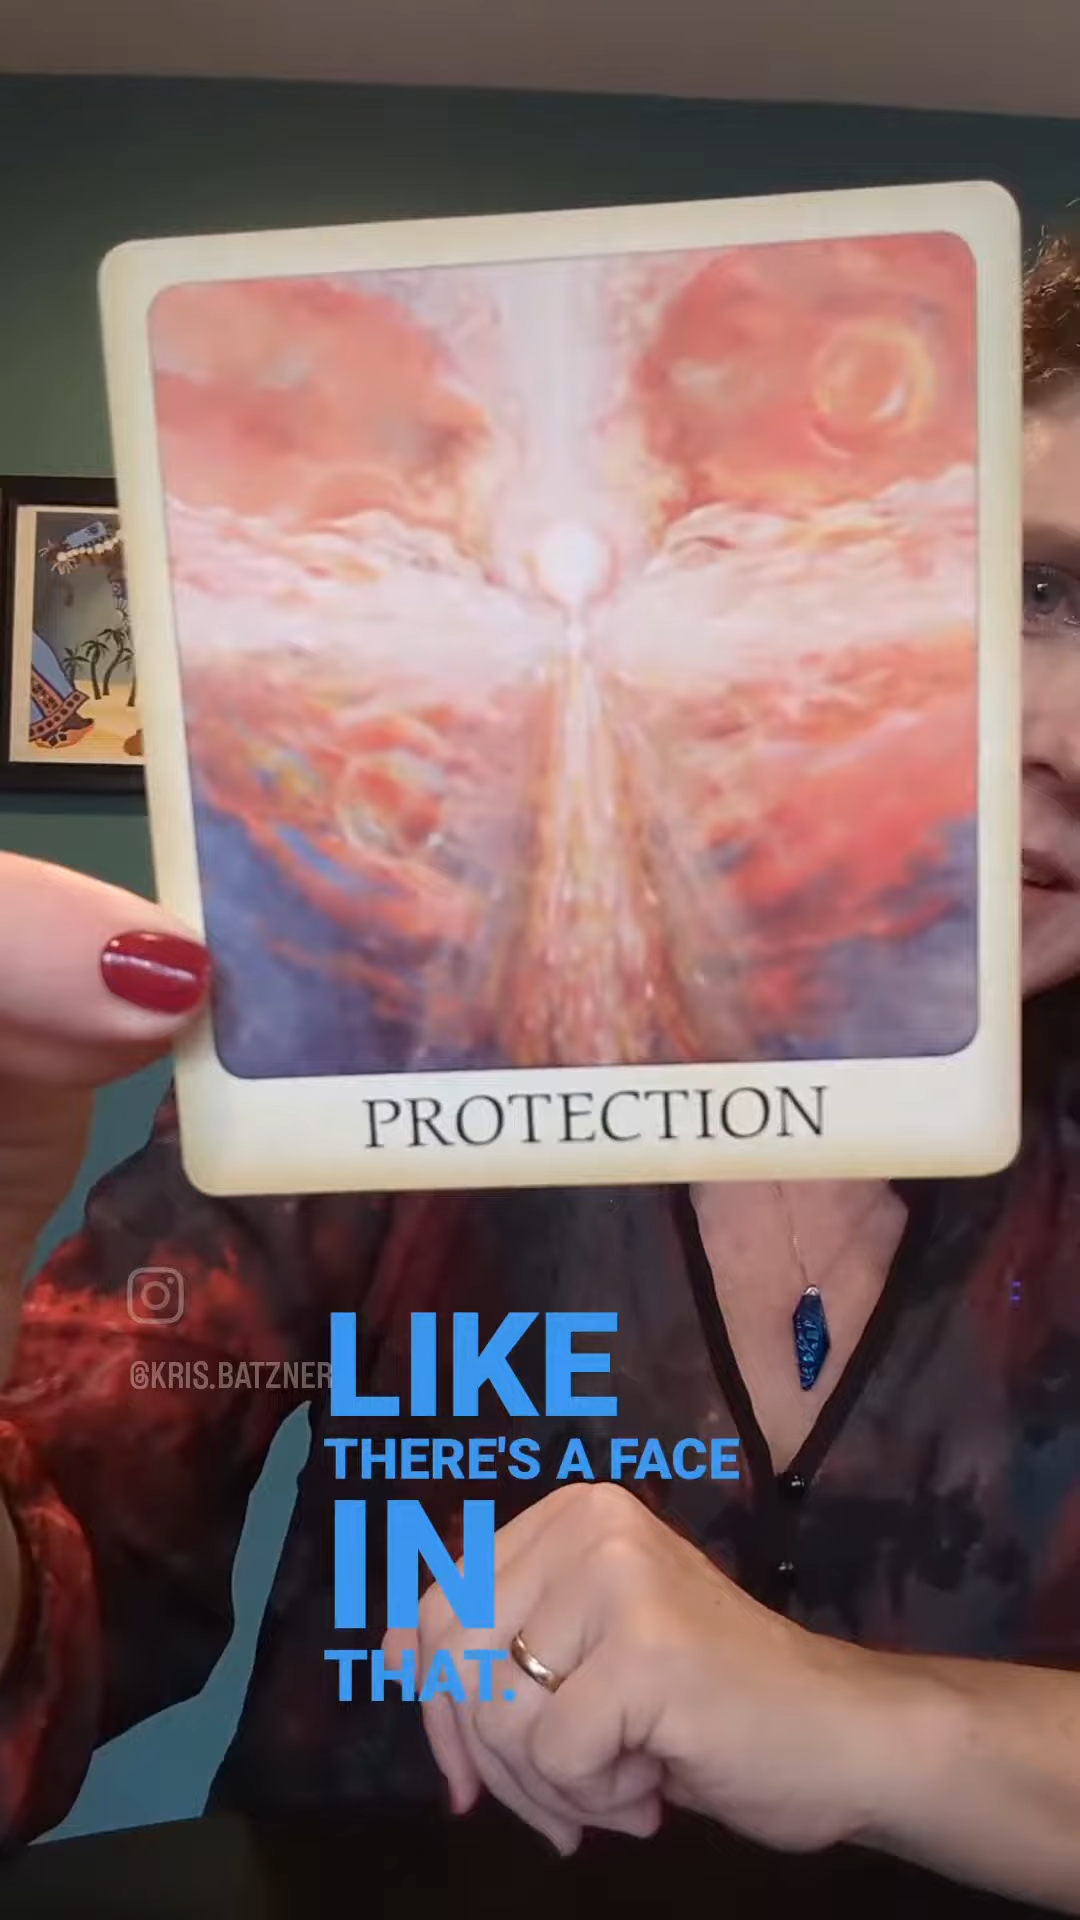 PROTECTION
@KRIS.BATZNER
LIKE
THERE'S A FACE
IN
THAT.